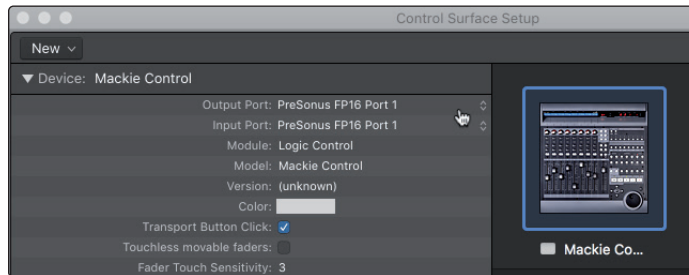 Control Surface Setup
New
Device: Mackie Control
Output Port: PreSonus FP16 Port 1
Input Port: PreSonus FP16 Port 1
Module: Logic Control
Model: Mackie Control
Version: (unknown)
Color:
Transport Button Click:
Touchless movable faders:
Fader Touch Sensitivity: 3
Mackie Co...